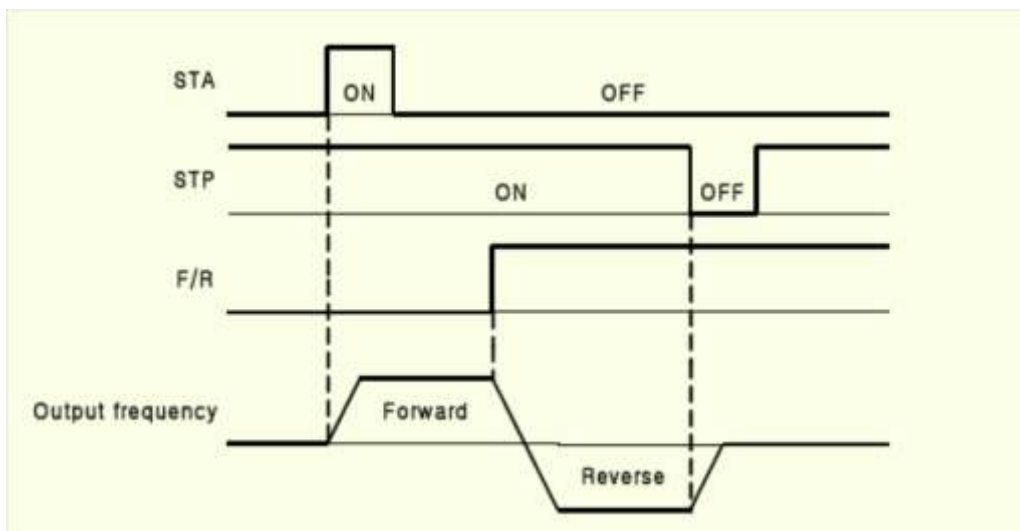 STA
ON
OFF
STP
ON
OFF
F/R
Output frequency
Forward
Reverse